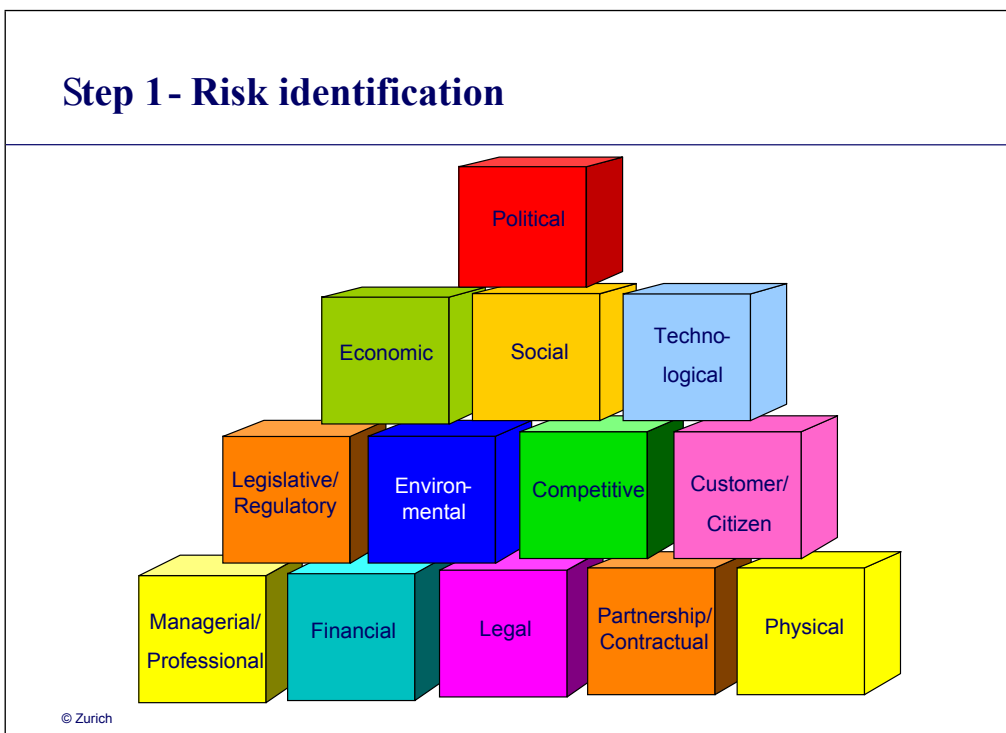 Step 1 - Risk identification
Political
Economic
Social
Techno-
logical
Legislative/
Regulatory
Environ-
mental
Competitive
Customer/
Citizen
Managerial/
Professional
Financial
Legal
Partnership/
Contractual
Physical
© Zurich